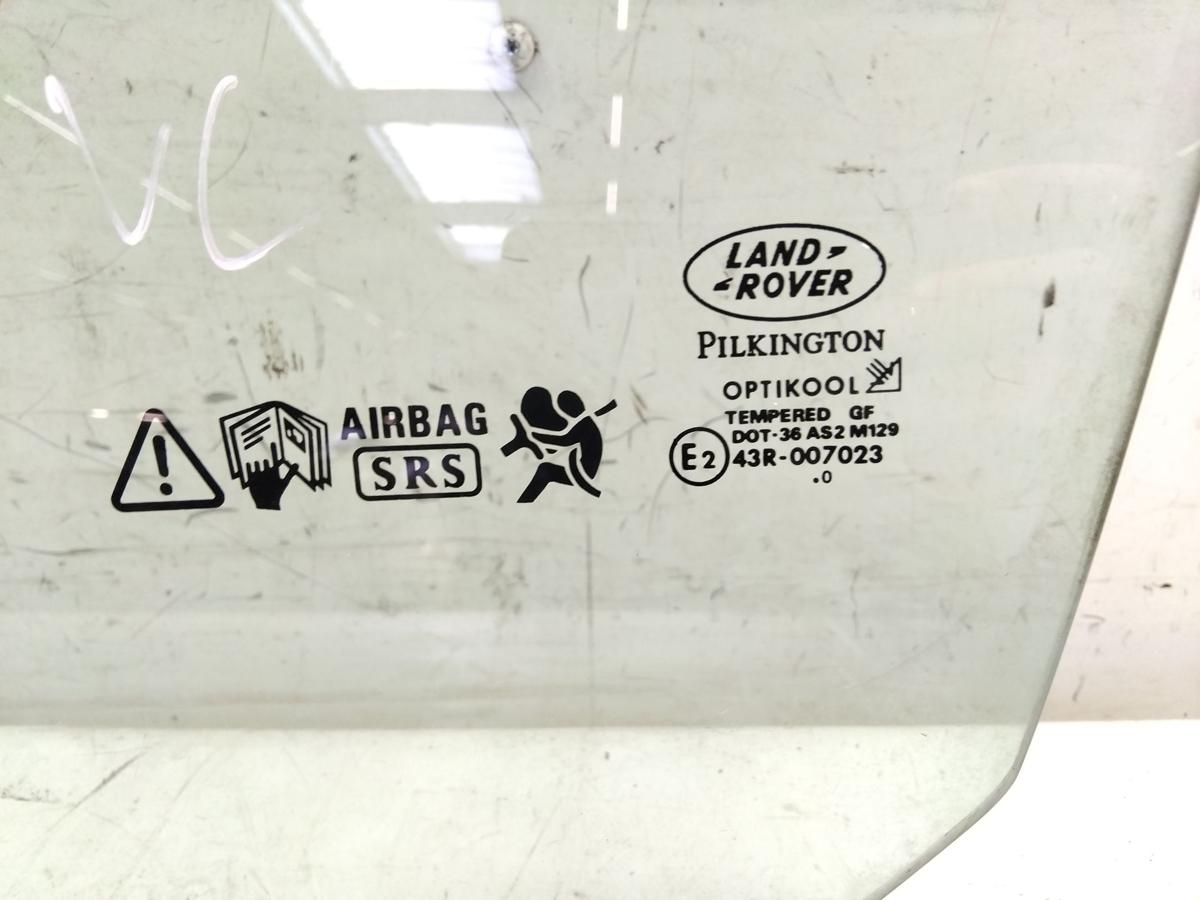 LAND
ROVER
PILKINGTON
OPTIKOOL
TEMPERED GF
DOT-36 AS2 M129
E2 43R-007023
.0
AIRBAG
SRS